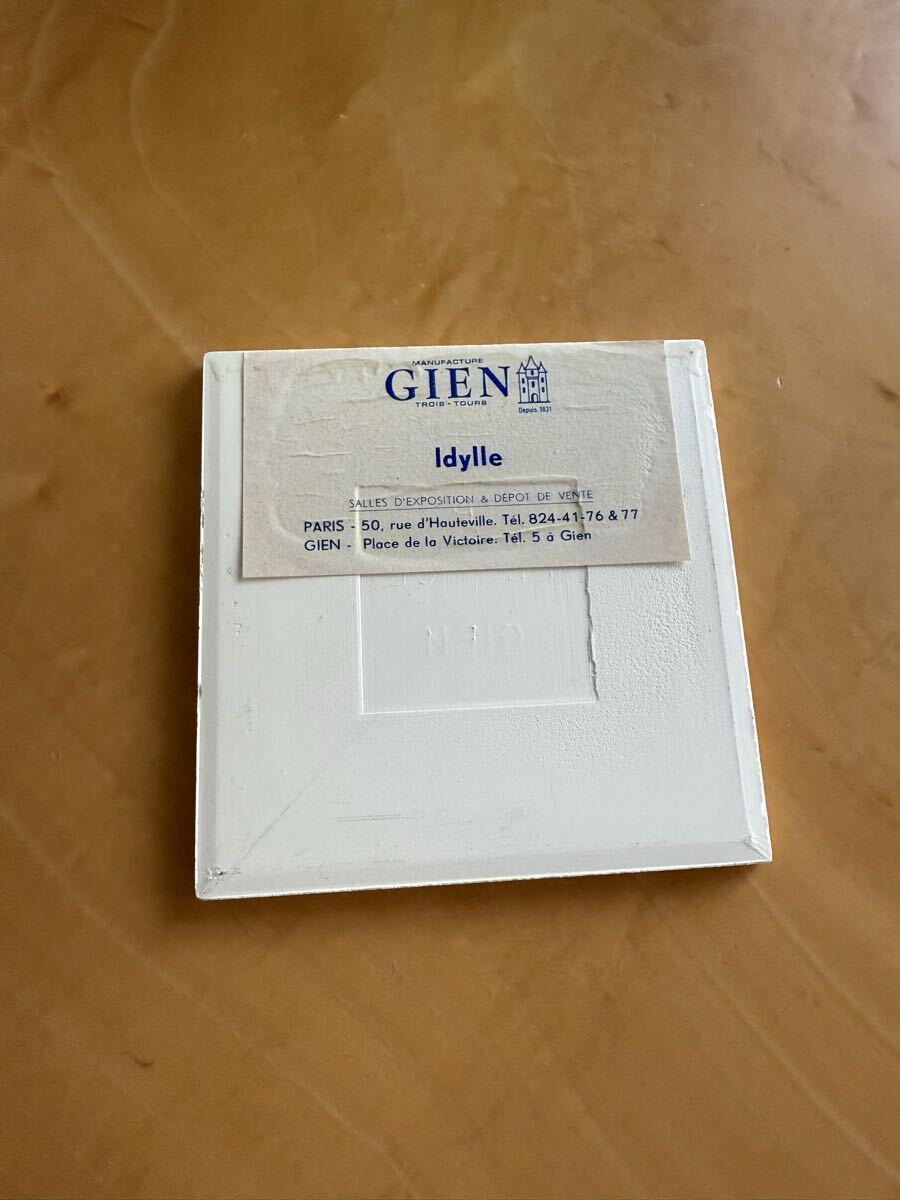 MANUFACTURE
GIEN
TROIS - TOURS
Depuis 1821
Idylle
SALLES D'EXPOSITION & DÉPOT DE VENTE
PARIS - 50, rue d'Hauteville. Tél. 824-41-76 & 77
GIEN - Place de la Victoire. Tél. 5 à Gien
GIEN